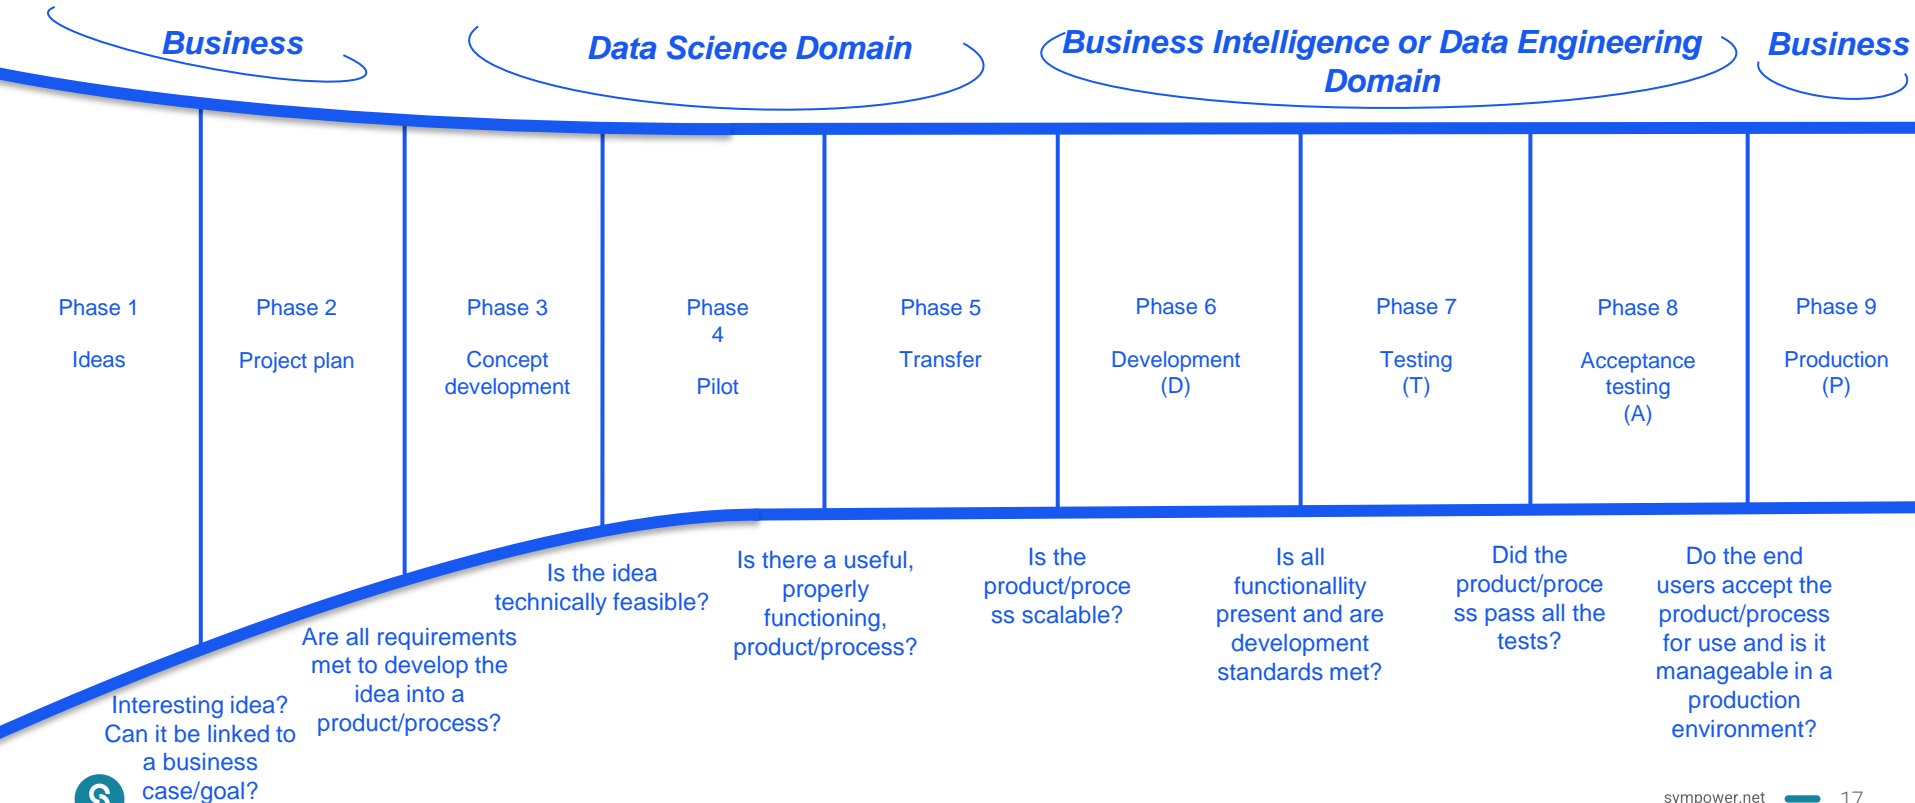 Business
Data Science Domain
Business Intelligence or Data Engineering
Domain
Business
Phase 1
Ideas
Phase 2
Project plan
Phase 3
Concept
development
Phase
4
Pilot
Phase 5
Transfer
Phase 6
Development
(D)
Phase 7
Testing
(T)
Phase 8
Acceptance
testing
(A)
Phase 9
Production
(P)
Interesting idea?
Can it be linked to
a business
case/goal?
Are all requirements
met to develop the
idea into a
product/process?
Is the idea
technically feasible?
Is there a useful,
properly
functioning,
product/process?
Is the
product/proce
ss scalable?
Is all
functionallity
present and are
development
standards met?
Did the
product/proce
ss pass all the
tests?
Do the end
users accept the
product/process
for use and is it
manageable in a
production
environment?
sympower.net
17